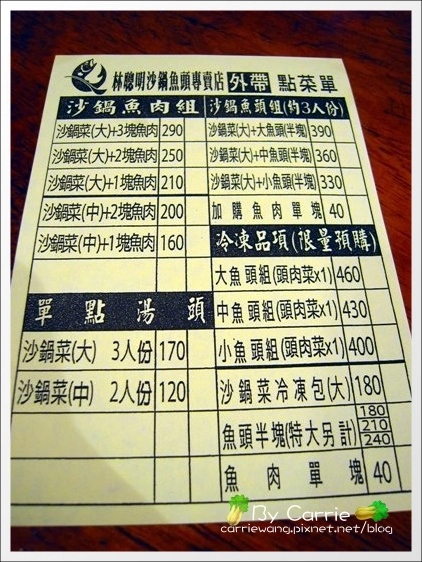 林聰明沙鍋魚頭專賣店 外帶 點菜單
沙鍋魚肉組
沙鍋菜(大)+3塊魚肉 290
沙鍋菜(大)+2塊魚肉 250
沙鍋菜(大)+1塊魚肉 210
沙鍋菜(中)+2塊魚肉 200
沙鍋菜(中)+1塊魚肉 160
單點湯頭
沙鍋菜(大) 3人份 170
沙鍋菜(中) 2人份 120
沙鍋魚頭組(約3人份)
沙鍋菜(大)+大魚頭(半塊) 390
沙鍋菜(大)+中魚頭(半塊) 360
沙鍋菜(大)+小魚頭(半塊) 330
加購魚肉單塊 40
冷凍品項(限量預購)
大魚頭組(頭肉菜x1) 460
中魚頭組(頭肉菜x1) 430
小魚頭組(頭肉菜x1) 400
沙鍋菜冷凍包(大) 180
魚頭半塊(特大另計) 180 210 240
魚肉單塊 40
By Carrie
carriewang.pixnet.net/blog